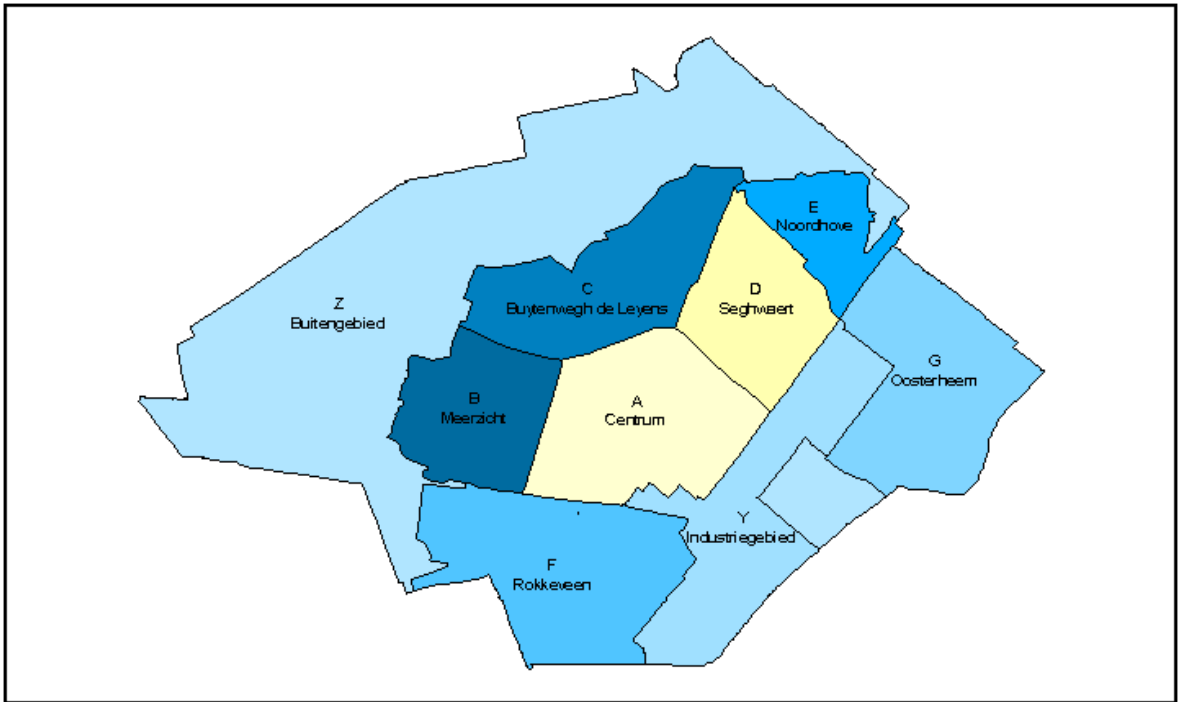 E
Noordhove
C
Buytenwegh de Leyens
D
Seghwaert
Z
Buitengebied
G
Oosterheem
B
Meerzicht
A
Centrum
Y
Industriegebied
F
Rokkeveen